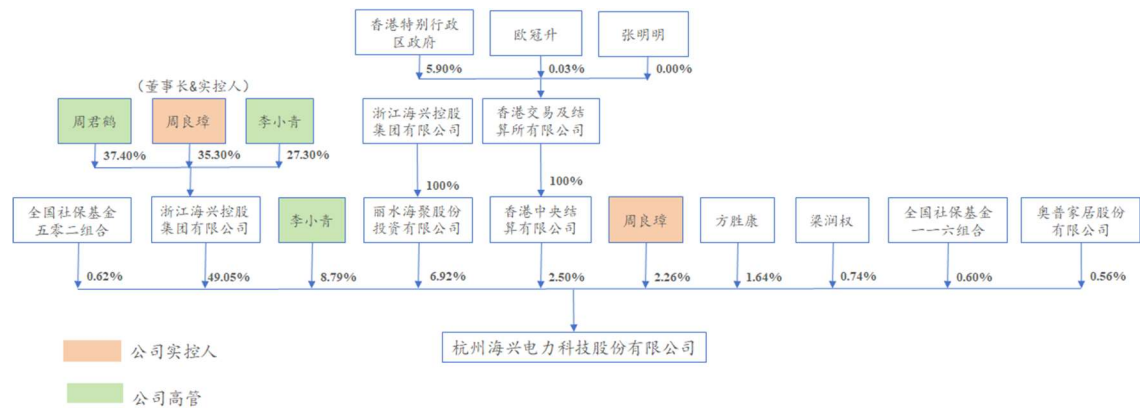 香港特别行政
区政府
欧冠升
张明明
5.90%
0.03%
0.00%
（董事长&实控人）
周君鹤
周良璋
李小青
浙江海兴控股
集团有限公司
香港交易及结
算所有限公司
37.40%
35.30%
27.30%
100%
100%
全国社保基金
五零二组合
浙江海兴控股
集团有限公司
李小青
丽水海聚股份
投资有限公司
香港中央结
算有限公司
周良璋
方胜康
梁润权
全国社保基金
一一六组合
奥普家居股份
有限公司
0.62%
49.05%
8.79%
6.92%
2.50%
2.26%
1.64%
0.74%
0.60%
0.56%
杭州海兴电力科技股份有限公司
公司实控人
公司高管